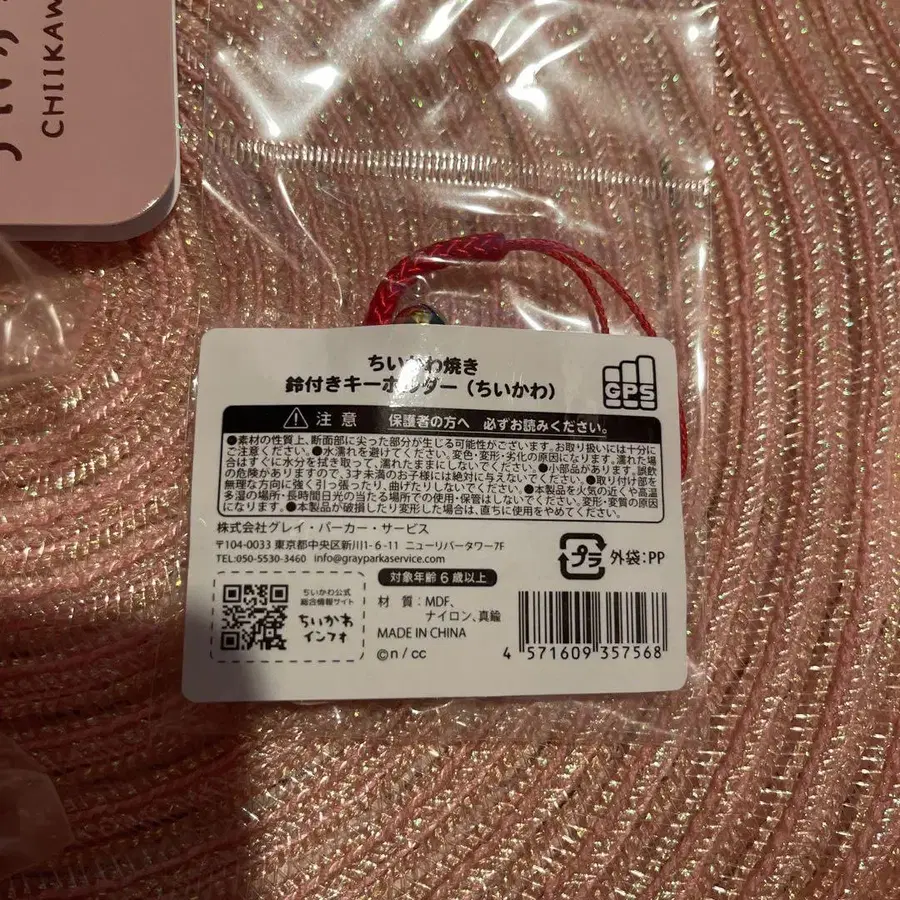 CHIIKAW
ちいかわ焼き
鈴付きキーホルダー（ちいかわ）
GPS
注意 保護者の方へ 必ずお読みください。
●素材の性質上、断面部に尖った部分が生じる可能性がございます。お取り扱いには十分に
ご注意ください。●水濡れを避けてください。変色・変形・劣化の原因になります。濡れた場
合はすぐに水分を拭き取って、濡れたままにしないでください。●小部品があります。誤飲
の危険がありますので、3才未満のお子様には絶対に与えないでください。●取り付け部を
無理な方向に強く引っ張ったり、曲げたりしないでください。●本製品を火気の近くや高温
多湿の場所・長時間日光の当たる場所での使用・保管はしないでください。変形・変質の原因
になります。●本製品が破損したり変形した場合は、直ちに使用をやめてください。
株式会社グレイ・パーカー・サービス
〒104-0033 東京都中央区新川1-6-11 ニューリバータワー7F
TEL:050-5530-3460 info@grayparkaservice.com
プラ 外袋：PP
ちいかわ公式
総合情報サイト
ちいかわ
インフォ
対象年齢6歳以上
材 質：MDF、
ナイロン、真鍮
MADE IN CHINA
©n / cc
4 571609 357568